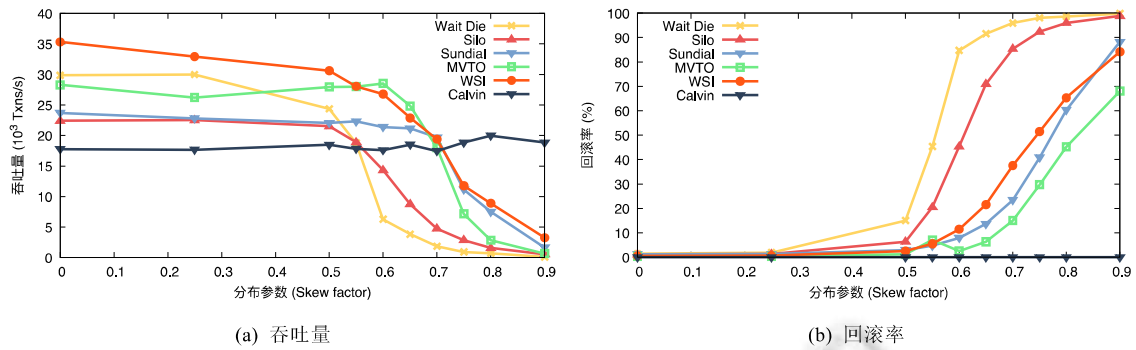 Wait Die
Silo
Sundial
MVTO
WSI
Calvin
40
35
30
25
20
15
10
5
0
吞吐量 (10³ Txns/s)
0 0.1 0.2 0.3 0.4 0.5 0.6 0.7 0.8 0.9
分布参数 (Skew factor)
(a) 吞吐量
Wait Die
Silo
Sundial
MVTO
WSI
Calvin
100
90
80
70
60
50
40
30
20
10
0
回滚率 (%)
0 0.1 0.2 0.3 0.4 0.5 0.6 0.7 0.8 0.9
分布参数 (Skew factor)
(b) 回滚率